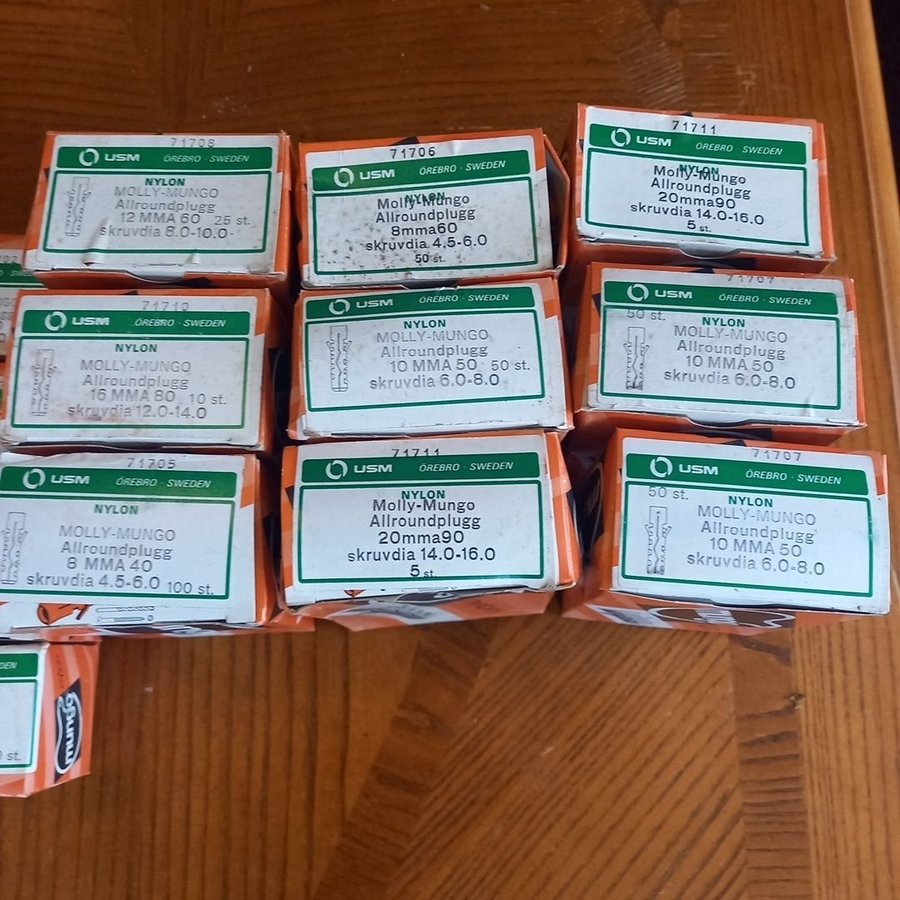 71708
USM ÖREBRO · SWEDEN
NYLON
MOLLY-MUNGO
Allroundplugg
12 MMA 60 25 st.
skruvdia 8.0-10.0
71706
USM ÖREBRO · SWEDEN
NYLON
Molly-Mungo
Allroundplugg
8mma60
skruvdia 4.5-6.0
50 st.
71711
USM ÖREBRO · SWEDEN
NYLON
Molly-Mungo
Allroundplugg
20mma90
skruvdia 14.0-16.0
5 st.
71710
USM ÖREBRO · SWEDEN
NYLON
MOLLY-MUNGO
Allroundplugg
16 MMA 80 10 st.
skruvdia 12.0-14.0
USM ÖREBRO · SWEDEN
NYLON
MOLLY-MUNGO
Allroundplugg
10 MMA 50 50 st.
skruvdia 6.0-8.0
71707
USM ÖREBRO · SWEDEN
50 st.
NYLON
MOLLY-MUNGO
Allroundplugg
10 MMA 50
skruvdia 6.0-8.0
71705
USM ÖREBRO · SWEDEN
NYLON
MOLLY-MUNGO
Allroundplugg
8 MMA 40
skruvdia 4.5-6.0 100 st.
71711
USM ÖREBRO · SWEDEN
NYLON
Molly-Mungo
Allroundplugg
20mma90
skruvdia 14.0-16.0
5 st.
71707
USM ÖREBRO · SWEDEN
50 st.
NYLON
MOLLY-MUNGO
Allroundplugg
10 MMA 50
skruvdia 6.0-8.0
st.
mungo